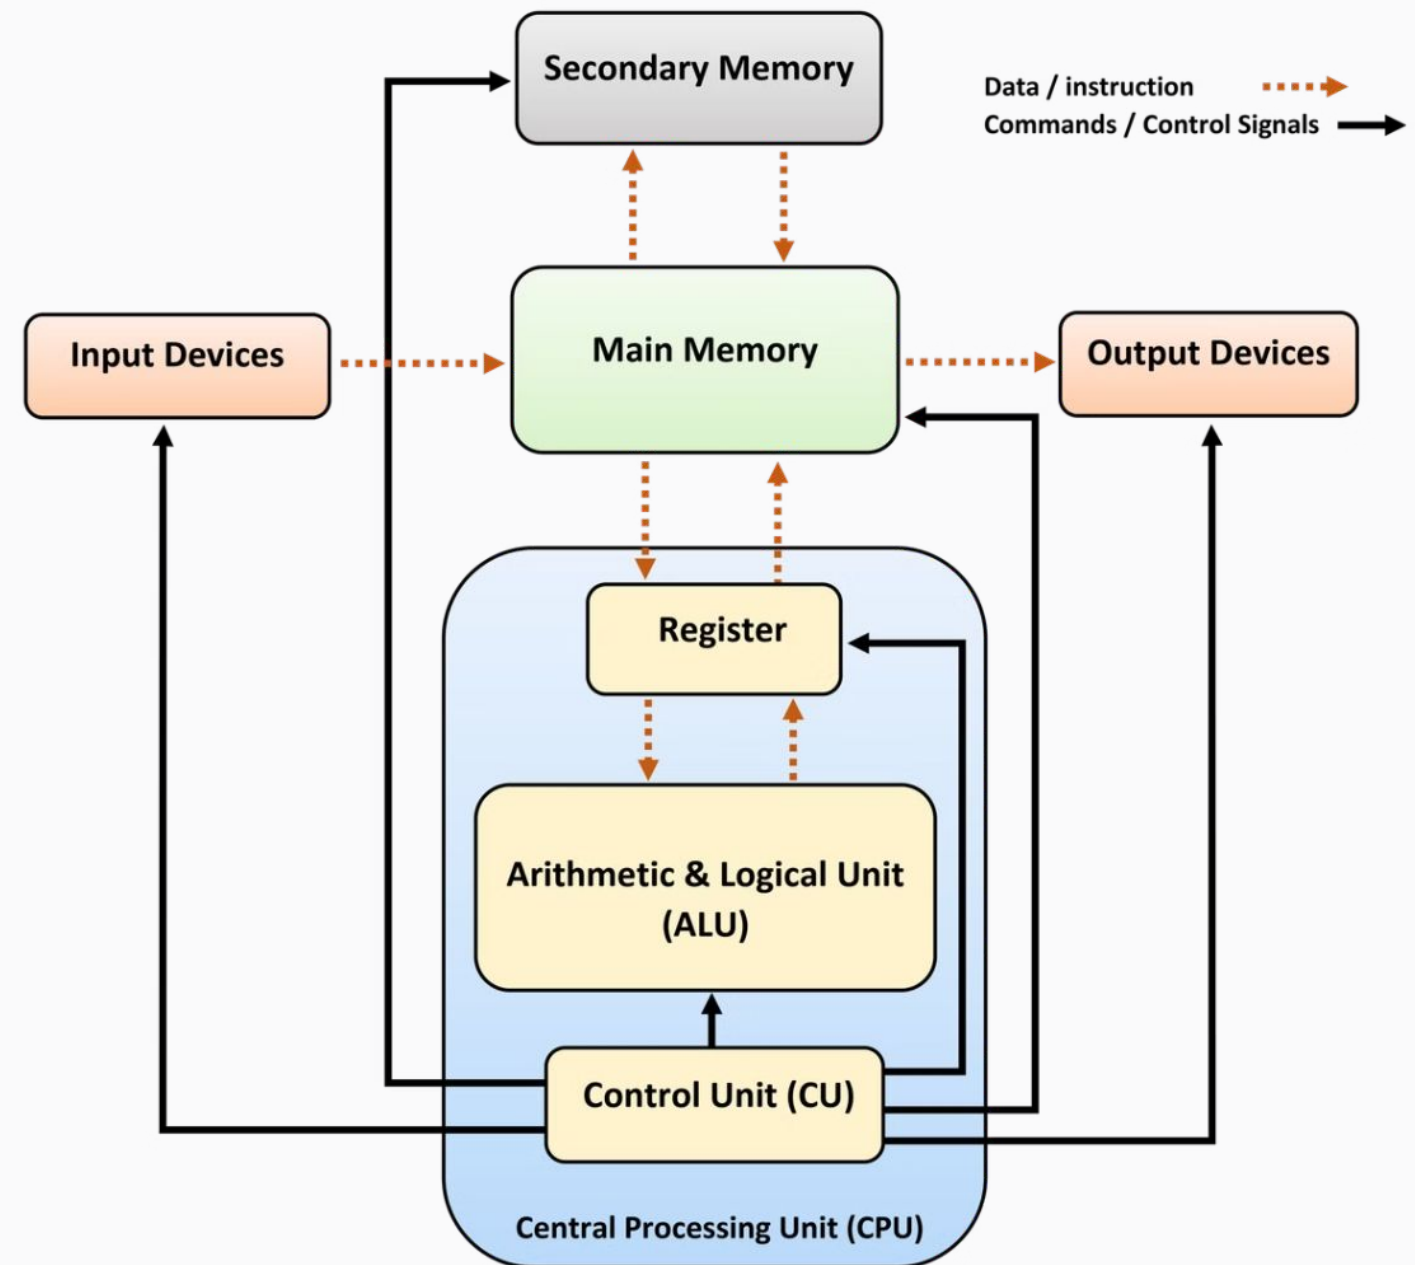 Secondary Memory
Data / instruction
Commands / Control Signals
Input Devices
Main Memory
Output Devices
Register
Arithmetic & Logical Unit
(ALU)
Control Unit (CU)
Central Processing Unit (CPU)